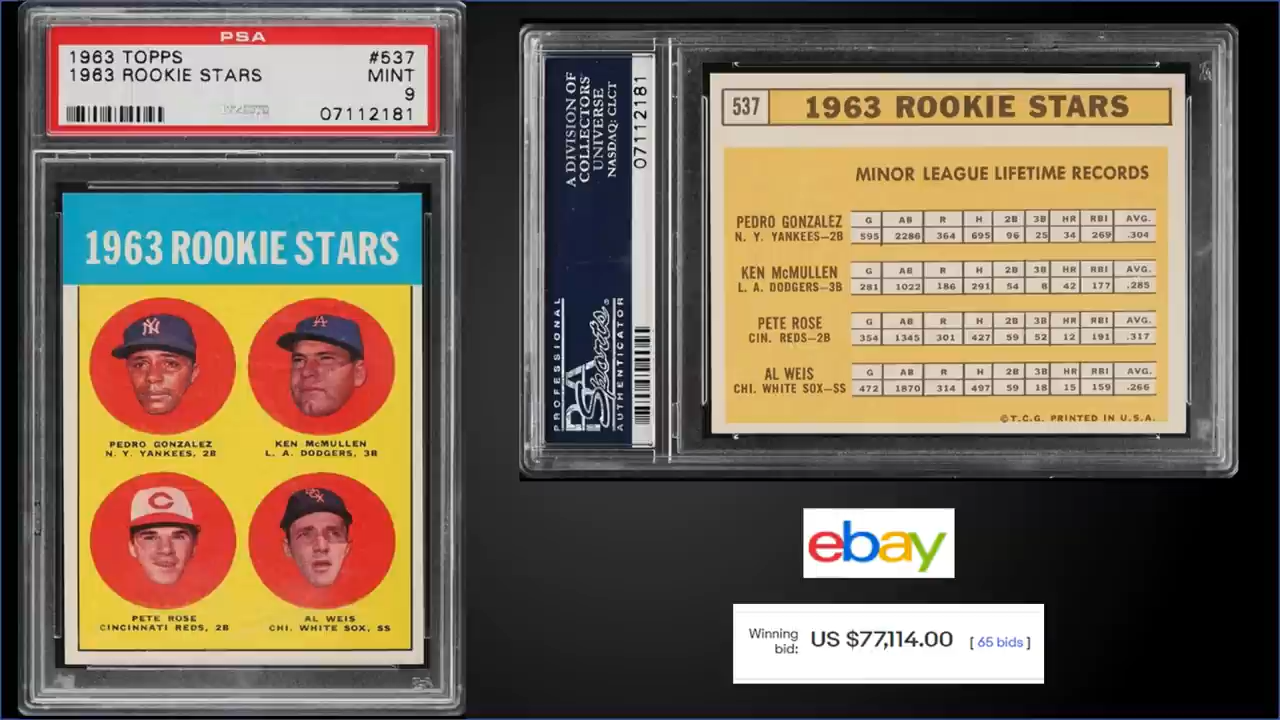 PSA
1963 TOPPS #537
1963 ROOKIE STARS MINT
9
07112181
1963 ROOKIE STARS
PEDRO GONZALEZ
N. Y. YANKEES, 2B
KEN McMULLEN
L. A. DODGERS, 3B
PETE ROSE
CINCINNATI REDS, 2B
AL WEIS
CHI. WHITE SOX, SS
A DIVISION OF
COLLECTORS
UNIVERSE
NASDAQ: CLCT
07112181
PROFESSIONAL
PSA
Sports
AUTHENTICATOR
537 1963 ROOKIE STARS
MINOR LEAGUE LIFETIME RECORDS
PEDRO GONZALEZ G AB R H 2B 3B HR RBI AVG.
N. Y. YANKEES—2B 595 2286 364 695 96 25 34 269 .304
KEN McMULLEN G AB R H 2B 3B HR RBI AVG.
L. A. DODGERS—3B 281 1022 186 291 54 8 42 177 .285
PETE ROSE G AB R H 2B 3B HR RBI AVG.
CIN. REDS—2B 354 1345 301 427 59 52 12 191 .317
AL WEIS G AB R H 2B 3B HR RBI AVG.
CHI. WHITE SOX—SS 472 1870 314 497 59 18 15 159 .266
©T.C.G. PRINTED IN U.S.A.
ebay
Winning
bid: US $77,114.00 [ 65 bids ]